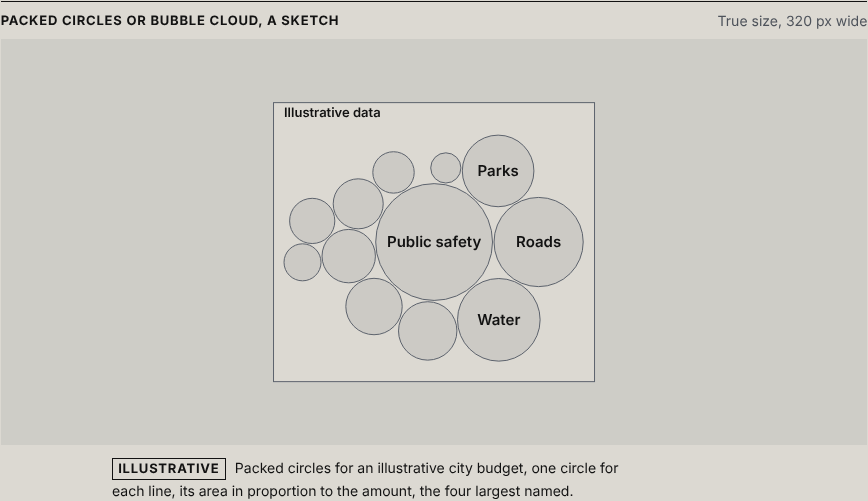 PACKED CIRCLES OR BUBBLE CLOUD, A SKETCH
True size, 320 px wide
Illustrative data
Parks
Public safety
Roads
Water
ILLUSTRATIVE Packed circles for an illustrative city budget, one circle for
each line, its area in proportion to the amount, the four largest named.